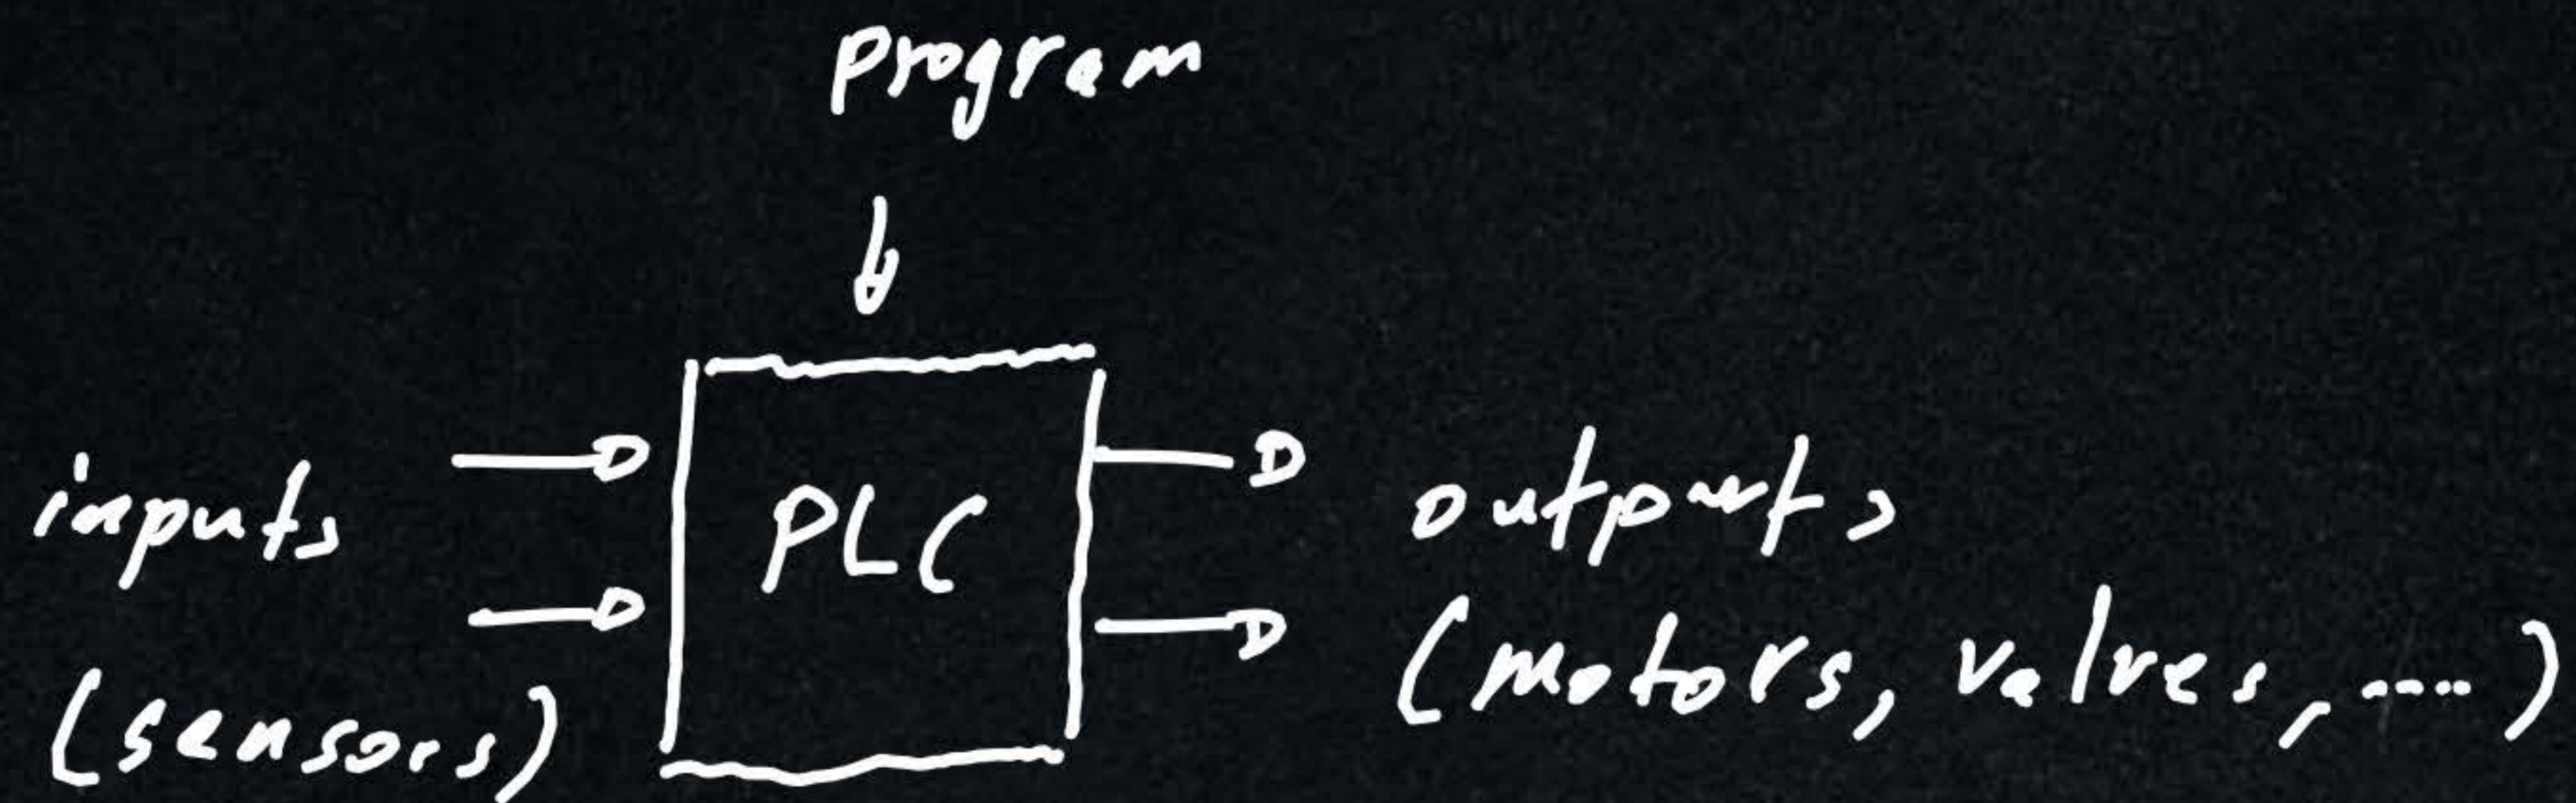 program
inputs
(sensors)
PLC
outputs
(motors, valves, ....)